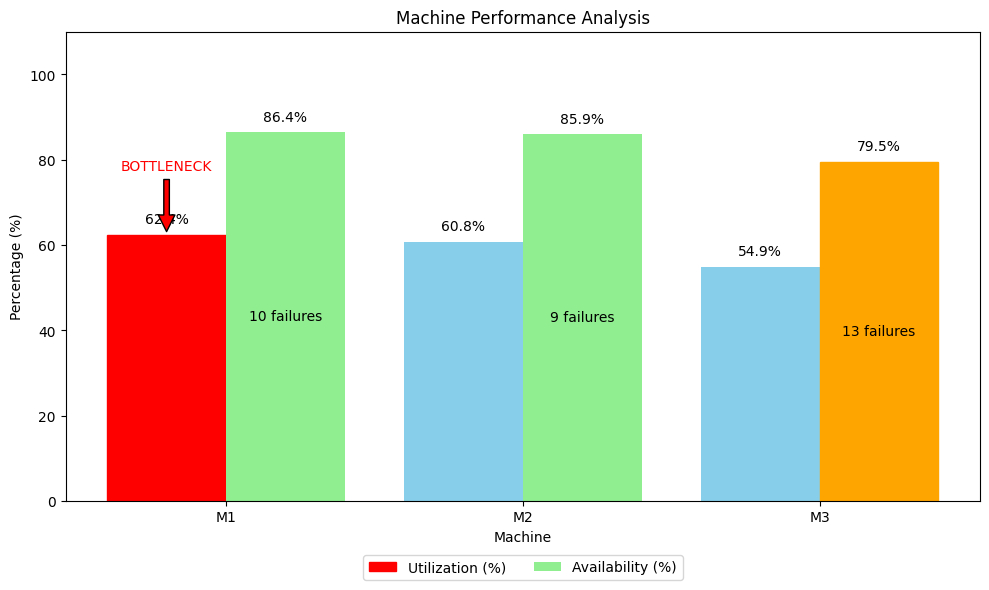 Machine Performance Analysis
Percentage (%)
100
80
60
40
20
0
86.4%
85.9%
79.5%
BOTTLENECK
60.8%
54.9%
10 failures
9 failures
13 failures
M1
M2
M3
Machine
Utilization (%)
Availability (%)